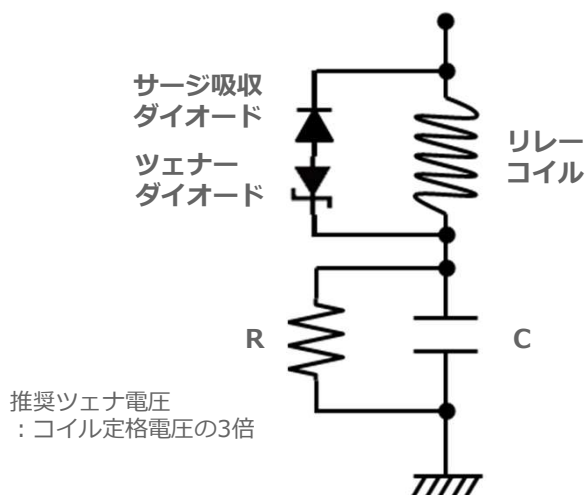 サージ吸収
ダイオード
ツェナー
ダイオード
リレー
コイル
R
C
推奨ツェナ電圧
：コイル定格電圧の3倍